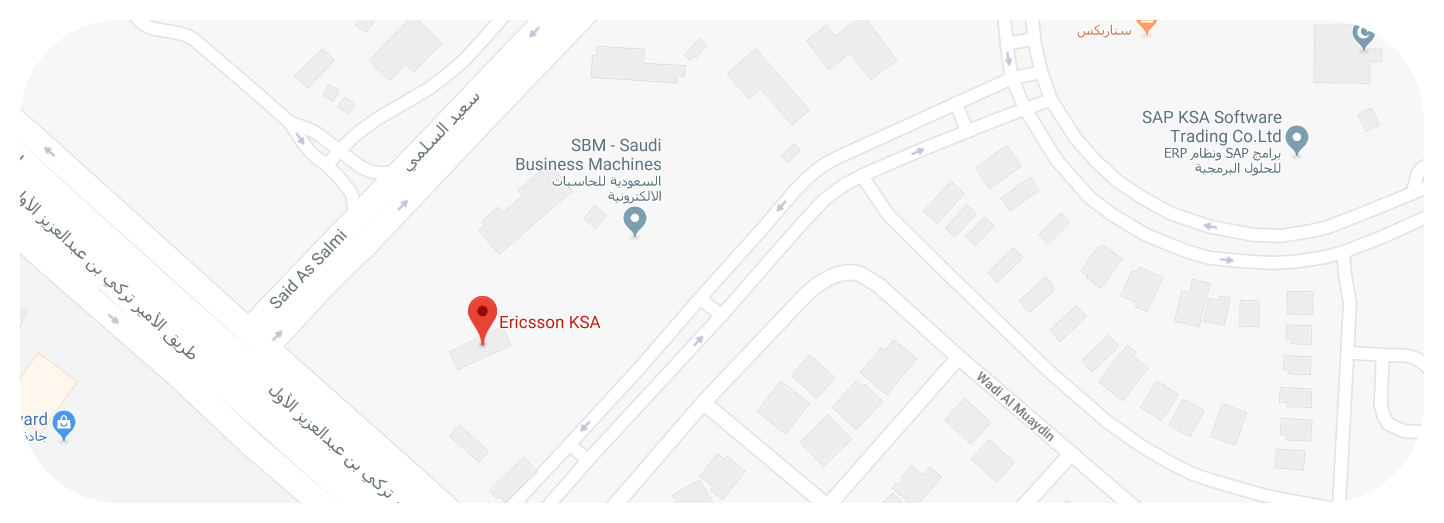 ستاربكس
SAP KSA Software
Trading Co.Ltd
برامج SAP ونظام ERP
للحلول البرمجية
سعيد السلمي
SBM - Saudi
Business Machines
السعودية للحاسبات
الالكترونية
Said As Salmi
طريق الأمير تركي بن عبدالعزيز الأول
Ericsson KSA
Wadi Al Muaydin
تركي بن عبدالعزيز الأول
ard
جادة